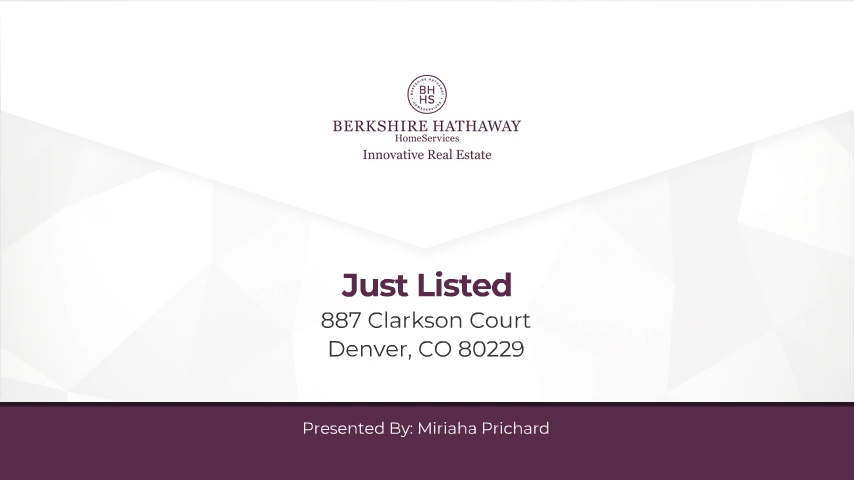 BH
HS
BERKSHIRE HATHAWAY
HomeServices
Innovative Real Estate
Just Listed
887 Clarkson Court
Denver, CO 80229
Presented By: Miriaha Prichard